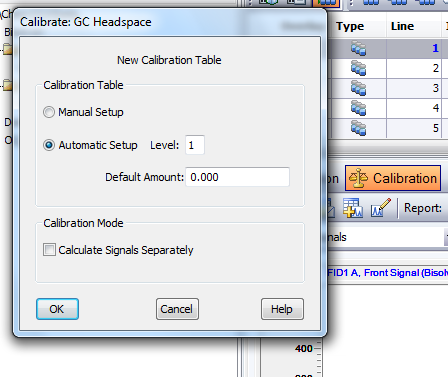 Calibrate: GC Headspace
New Calibration Table
Calibration Table
Manual Setup
Automatic Setup Level: 1
Default Amount: 0.000
Calibration Mode
Calculate Signals Separately
OK Cancel Help
Type Line
1
2
3
4
5
Calibration
Report:
FID1 A, Front Signal (Bisolv
400